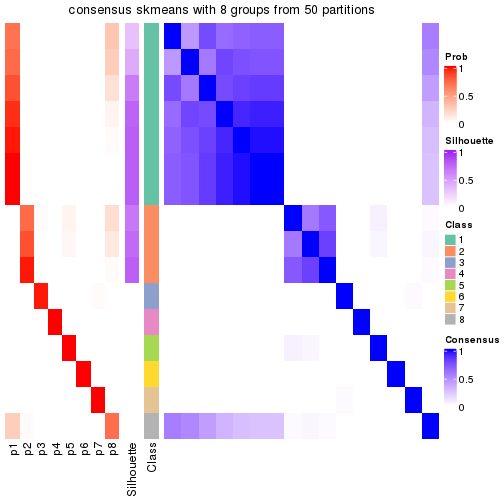 consensus skmeans with 8 groups from 50 partitions
Prob
1
0.5
0
Silhouette
1
0.5
0
Class
1
2
3
4
5
6
7
8
Consensus
1
0.5
0
p1
p2
p3
p4
p5
p6
p7
p8
Silhouette
Class